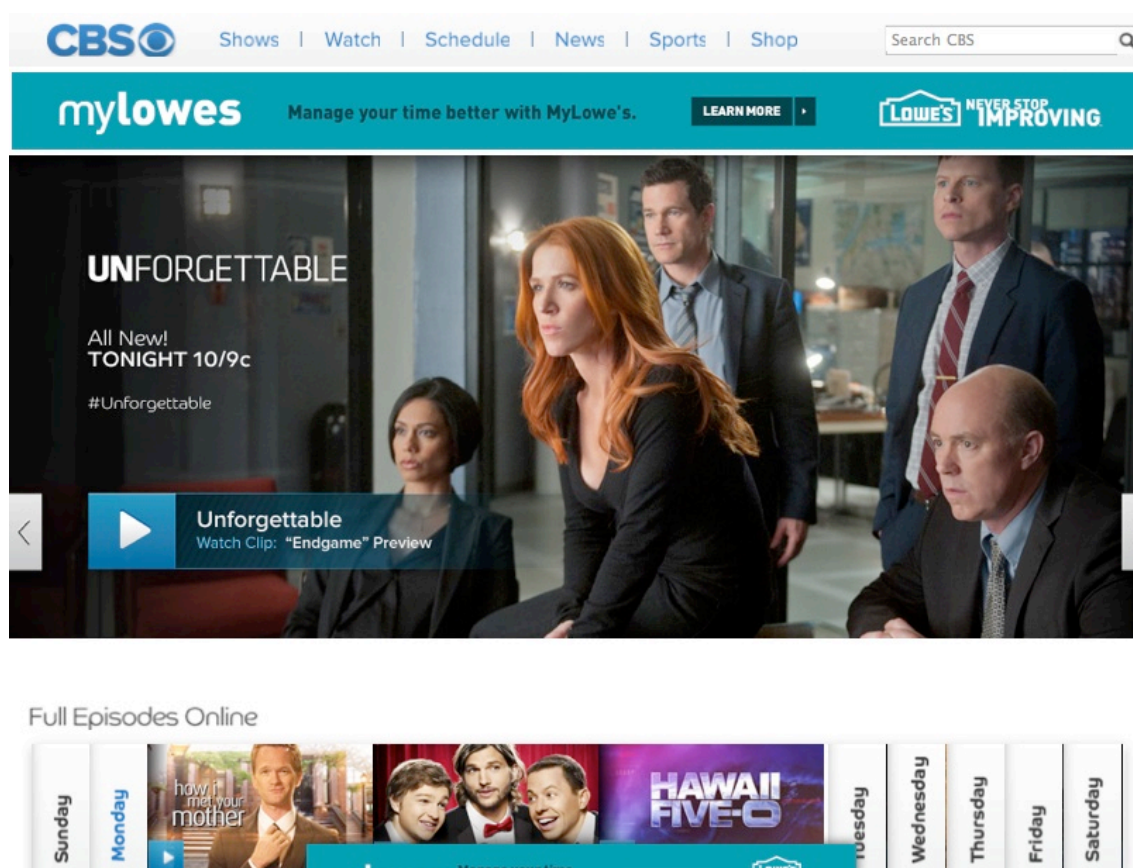 CBS
Shows | Watch | Schedule | News | Sports | Shop
Search CBS
mylowes
Manage your time better with MyLowe's.
LEARN MORE
LOWE'S
NEVER STOP
IMPROVING
UNFORGETTABLE
All New!
TONIGHT 10/9c
#Unforgettable
Unforgettable
Watch Clip: "Endgame" Preview
Full Episodes Online
Sunday
Monday
how i
met your
mother
HAWAII
FIVE-O
Wednesday
Thursday
Friday
Saturday